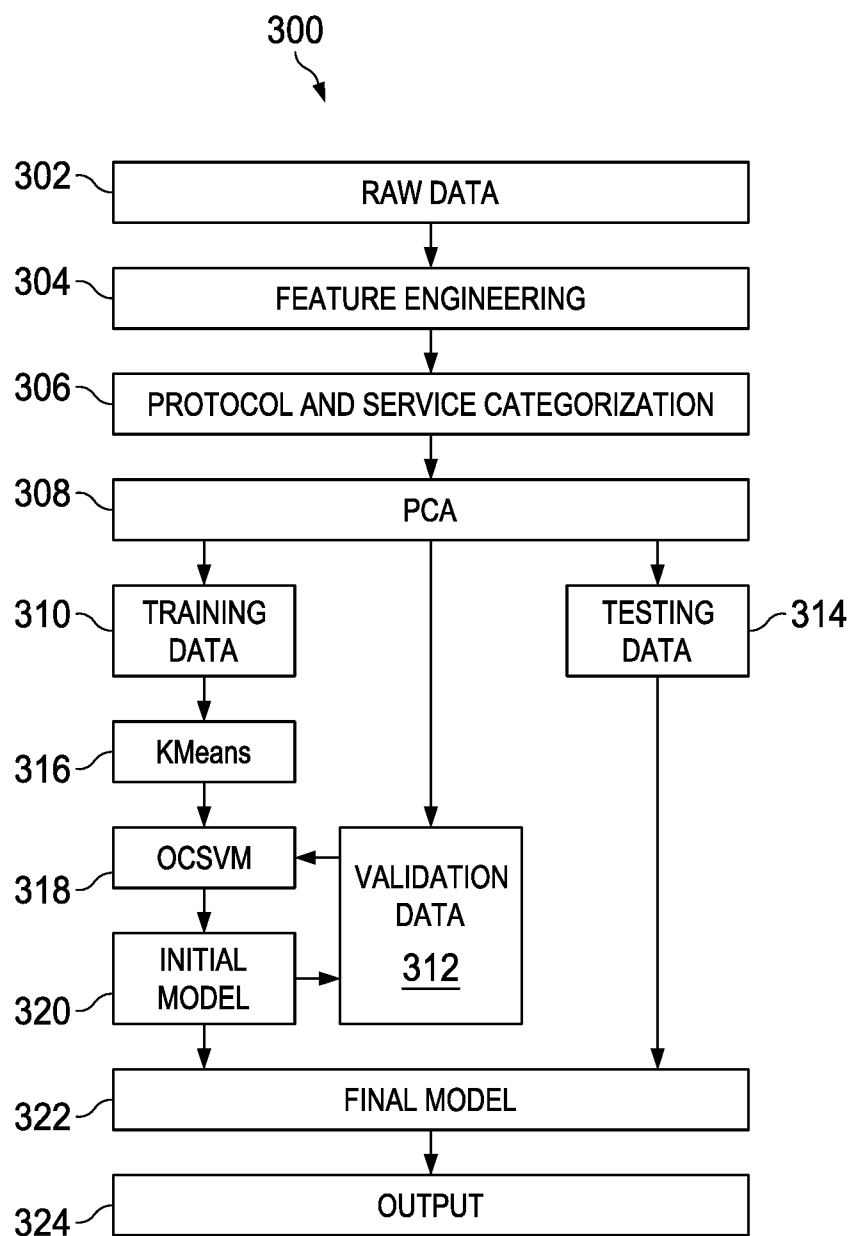 300
302
RAW DATA
304
FEATURE ENGINEERING
306
PROTOCOL AND SERVICE CATEGORIZATION
308
PCA
310
TRAINING
DATA
TESTING
DATA
314
316
KMeans
318
OCSVM
VALIDATION
DATA
312
320
INITIAL
MODEL
322
FINAL MODEL
324
OUTPUT